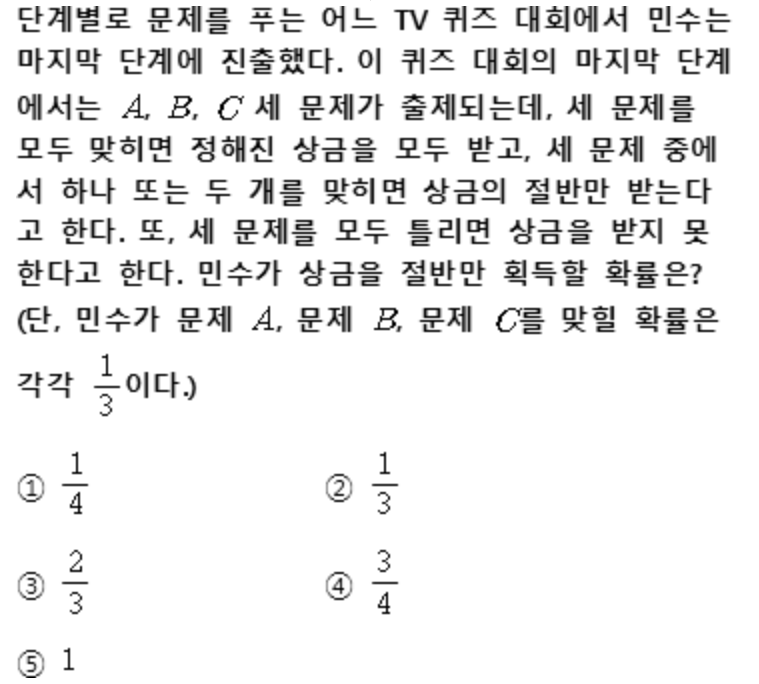 단계별로 문제를 푸는 어느 TV 퀴즈 대회에서 민수는
마지막 단계에 진출했다. 이 퀴즈 대회의 마지막 단계
에서는 A, B, C 세 문제가 출제되는데, 세 문제를
모두 맞히면 정해진 상금을 모두 받고, 세 문제 중에
서 하나 또는 두 개를 맞히면 상금의 절반만 받는다
고 한다. 또, 세 문제를 모두 틀리면 상금을 받지 못
한다고 한다. 민수가 상금을 절반만 획득할 확률은?
(단, 민수가 문제 A, 문제 B, 문제 C를 맞힐 확률은
각각 1/3이다.)
① 1/4 ② 1/3
③ 2/3 ④ 3/4
⑤ 1